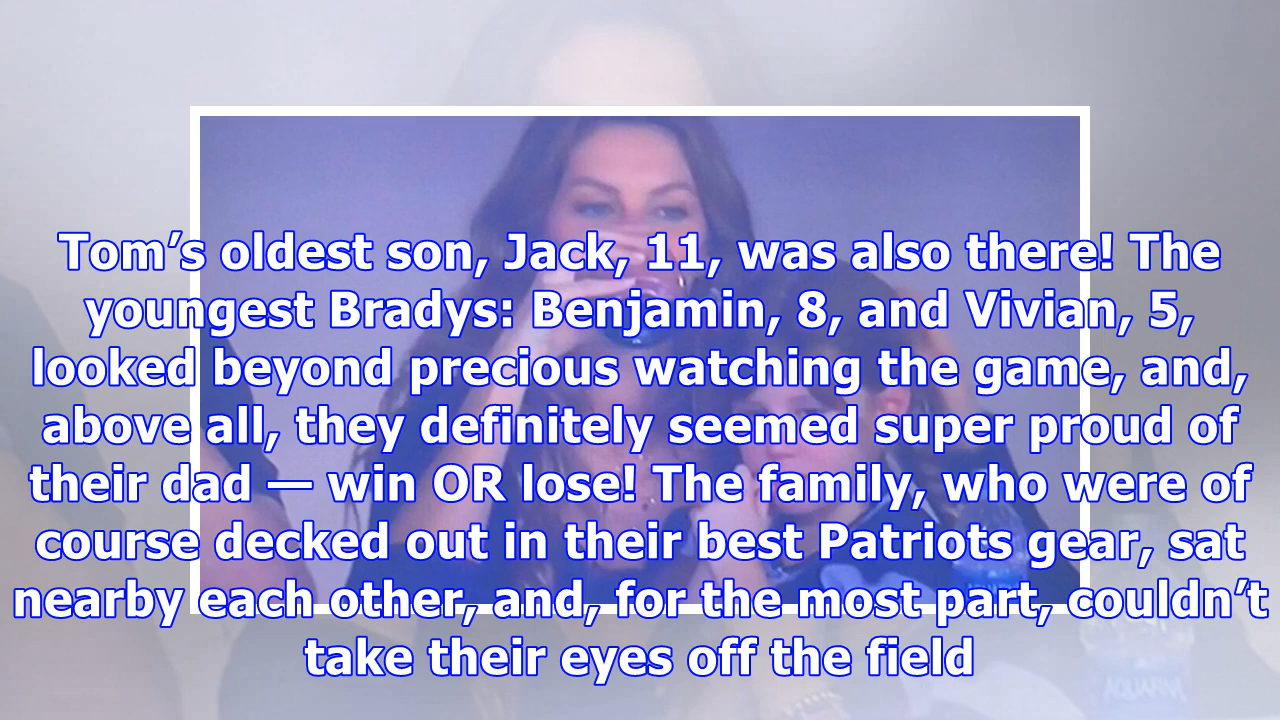 Tom’s oldest son, Jack, 11, was also there! The
youngest Bradys: Benjamin, 8, and Vivian, 5,
looked beyond precious watching the game, and,
above all, they definitely seemed super proud of
their dad — win OR lose! The family, who were of
course decked out in their best Patriots gear, sat
nearby each other, and, for the most part, couldn’t
take their eyes off the field
AQUAFINA